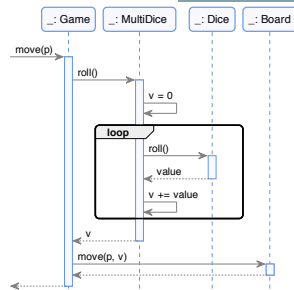 _: Game
_: MultiDice
_: Dice
_: Board
move(p)
roll()
v = 0
loop
roll()
value
v += value
v
move(p, v)